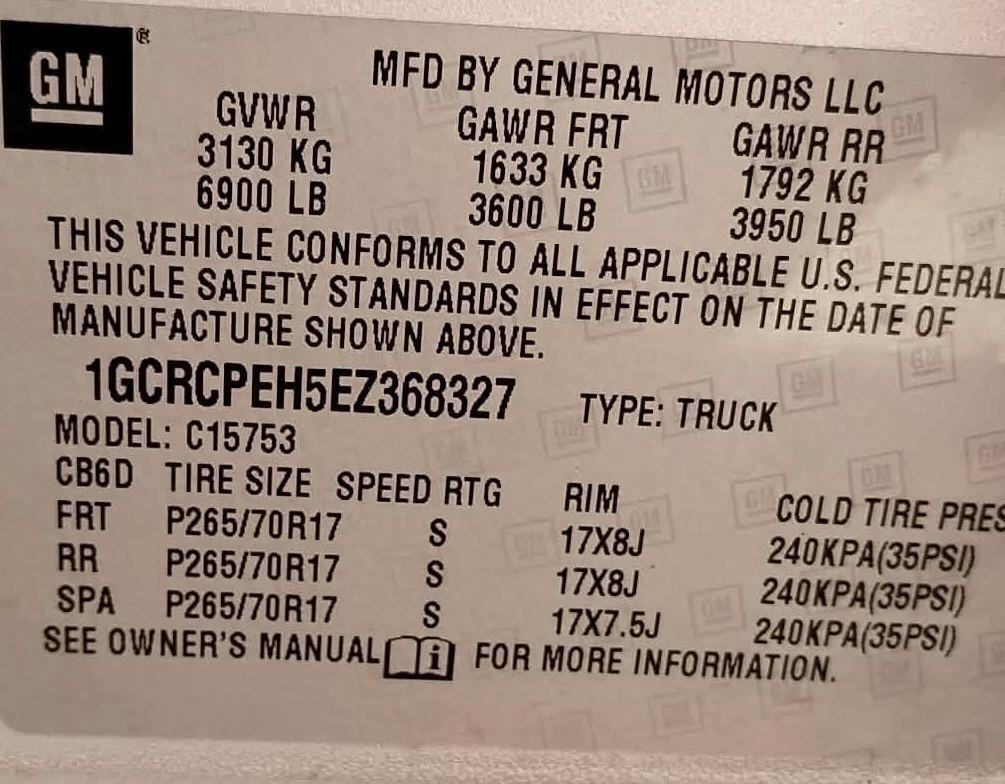 GM ®
MFD BY GENERAL MOTORS LLC
GVWR GAWR FRT GAWR RR
3130 KG 1633 KG 1792 KG
6900 LB 3600 LB 3950 LB
THIS VEHICLE CONFORMS TO ALL APPLICABLE U.S. FEDERAL
VEHICLE SAFETY STANDARDS IN EFFECT ON THE DATE OF
MANUFACTURE SHOWN ABOVE.
1GCRCPEH5EZ368327 TYPE: TRUCK
MODEL: C15753
CB6D TIRE SIZE SPEED RTG RIM COLD TIRE PRES
FRT P265/70R17 S 17X8J 240KPA(35PSI)
RR P265/70R17 S 17X8J 240KPA(35PSI)
SPA P265/70R17 S 17X7.5J 240KPA(35PSI)
SEE OWNER'S MANUAL i FOR MORE INFORMATION.